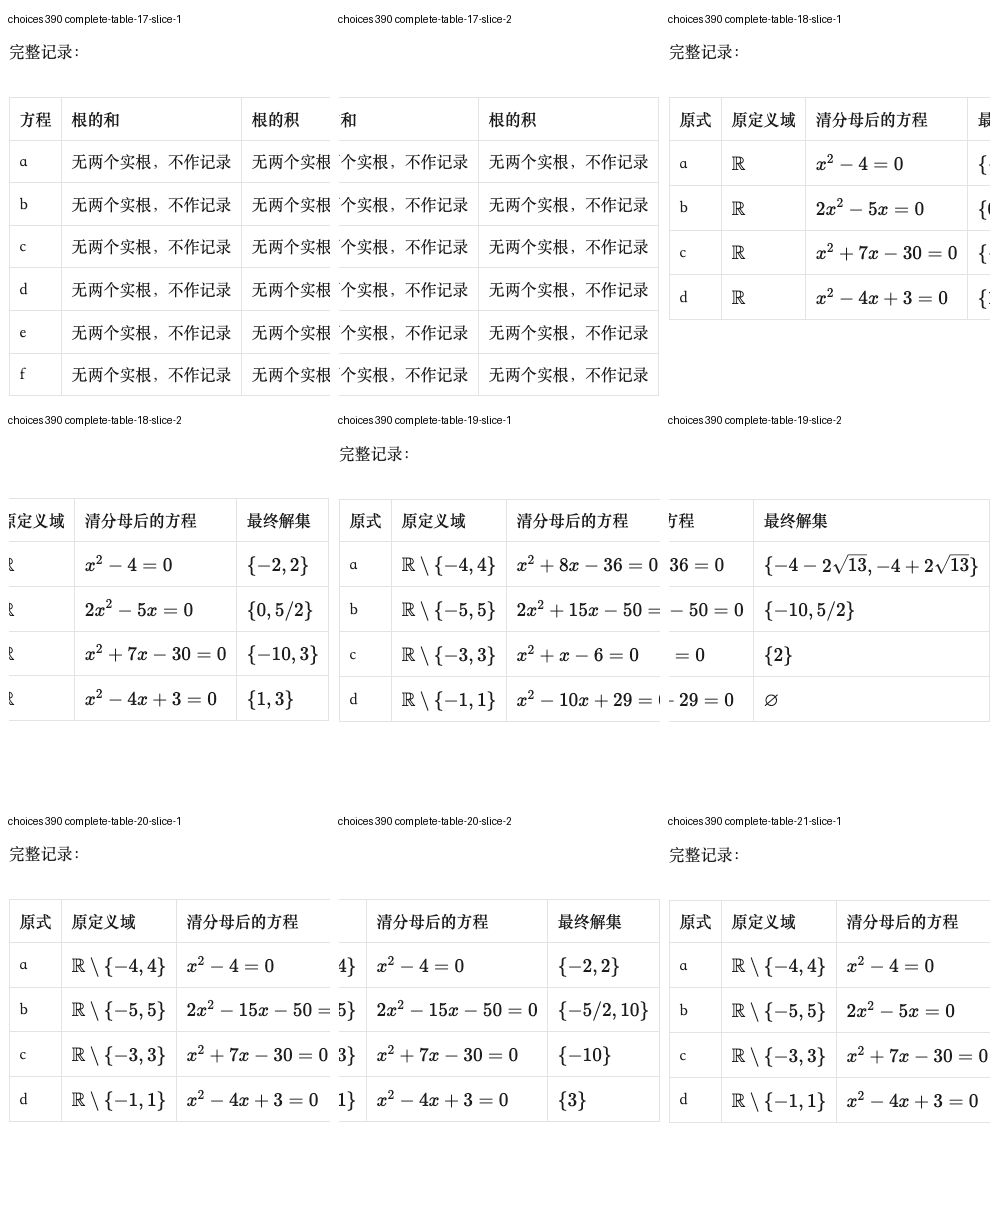 choices 390 complete-table-17-slice-1
完整记录：
方程 根的和 根的积
a 无两个实根，不作记录 无两个实根
b 无两个实根，不作记录 无两个实根
c 无两个实根，不作记录 无两个实根
d 无两个实根，不作记录 无两个实根
e 无两个实根，不作记录 无两个实根
f 无两个实根，不作记录 无两个实根
choices 390 complete-table-17-slice-2
和 根的积
个实根，不作记录 无两个实根，不作记录
个实根，不作记录 无两个实根，不作记录
个实根，不作记录 无两个实根，不作记录
个实根，不作记录 无两个实根，不作记录
个实根，不作记录 无两个实根，不作记录
个实根，不作记录 无两个实根，不作记录
choices 390 complete-table-18-slice-1
完整记录：
原式 原定义域 清分母后的方程 最
a ℝ x² − 4 = 0 {
b ℝ 2x² − 5x = 0 {
c ℝ x² + 7x − 30 = 0 {
d ℝ x² − 4x + 3 = 0 {
choices 390 complete-table-18-slice-2
原定义域 清分母后的方程 最终解集
ℝ x² − 4 = 0 {−2, 2}
ℝ 2x² − 5x = 0 {0, 5/2}
ℝ x² + 7x − 30 = 0 {−10, 3}
ℝ x² − 4x + 3 = 0 {1, 3}
choices 390 complete-table-19-slice-1
完整记录：
原式 原定义域 清分母后的方程
a ℝ \ {−4, 4} x² + 8x − 36 = 0
b ℝ \ {−5, 5} 2x² + 15x − 50 =
c ℝ \ {−3, 3} x² + x − 6 = 0
d ℝ \ {−1, 1} x² − 10x + 29 =
choices 390 complete-table-19-slice-2
方程 最终解集
36 = 0 {−4 − 2√13, −4 + 2√13}
− 50 = 0 {−10, 5/2}
= 0 {2}
− 29 = 0 ∅
choices 390 complete-table-20-slice-1
完整记录：
原式 原定义域 清分母后的方程
a ℝ \ {−4, 4} x² − 4 = 0
b ℝ \ {−5, 5} 2x² − 15x − 50 =
c ℝ \ {−3, 3} x² + 7x − 30 = 0
d ℝ \ {−1, 1} x² − 4x + 3 = 0
choices 390 complete-table-20-slice-2
清分母后的方程 最终解集
4} x² − 4 = 0 {−2, 2}
5} 2x² − 15x − 50 = 0 {−5/2, 10}
3} x² + 7x − 30 = 0 {−10}
1} x² − 4x + 3 = 0 {3}
choices 390 complete-table-21-slice-1
完整记录：
原式 原定义域 清分母后的方程
a ℝ \ {−4, 4} x² − 4 = 0
b ℝ \ {−5, 5} 2x² − 5x = 0
c ℝ \ {−3, 3} x² + 7x − 30 = 0
d ℝ \ {−1, 1} x² − 4x + 3 = 0